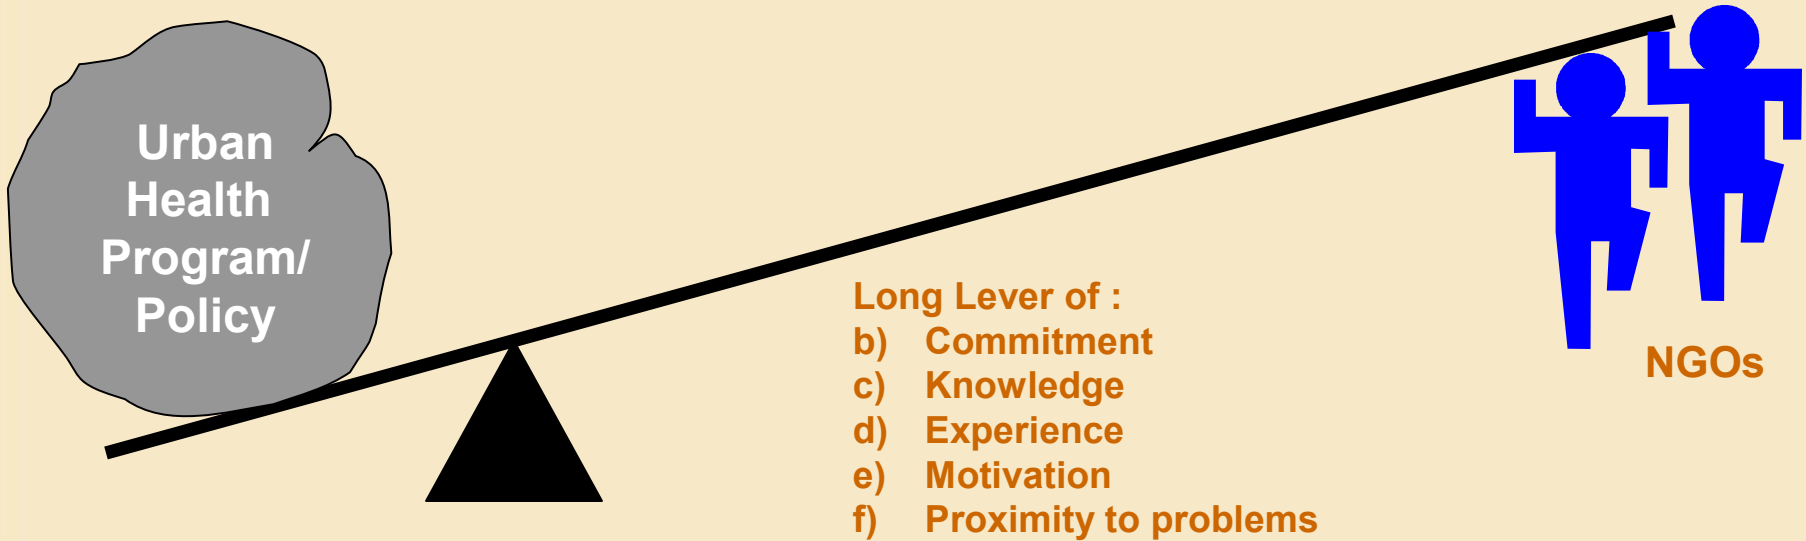 Urban
Health
Program/
Policy
Long Lever of :
b) Commitment
c) Knowledge
d) Experience
e) Motivation
f) Proximity to problems
NGOs